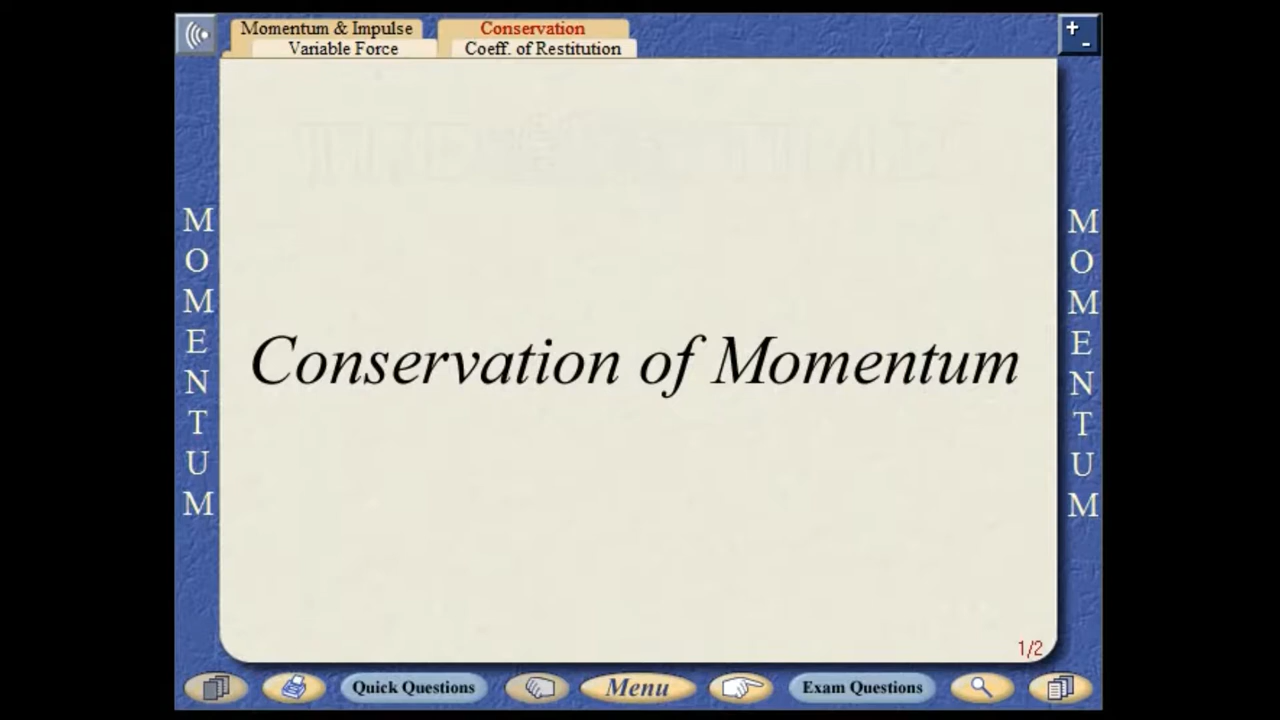 Momentum & Impulse
Conservation
Variable Force
Coeff. of Restitution
+
-
MOMENTUM
Conservation of Momentum
MOMENTUM
1/2
Quick Questions
Menu
Exam Questions